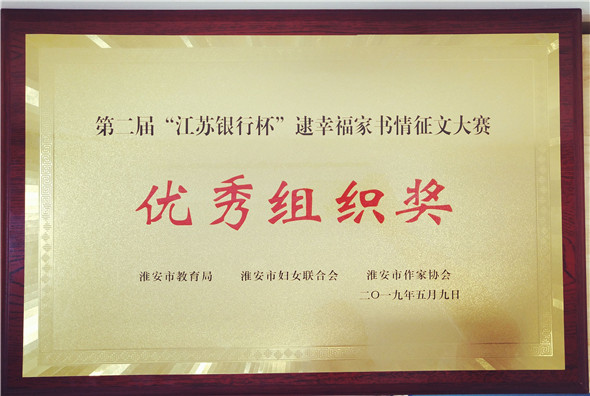 第二届“江苏银行杯”逮幸福家书情征文大赛
优秀组织奖
淮安市教育局 淮安市妇女联合会 淮安市作家协会
二〇一九年五月九日